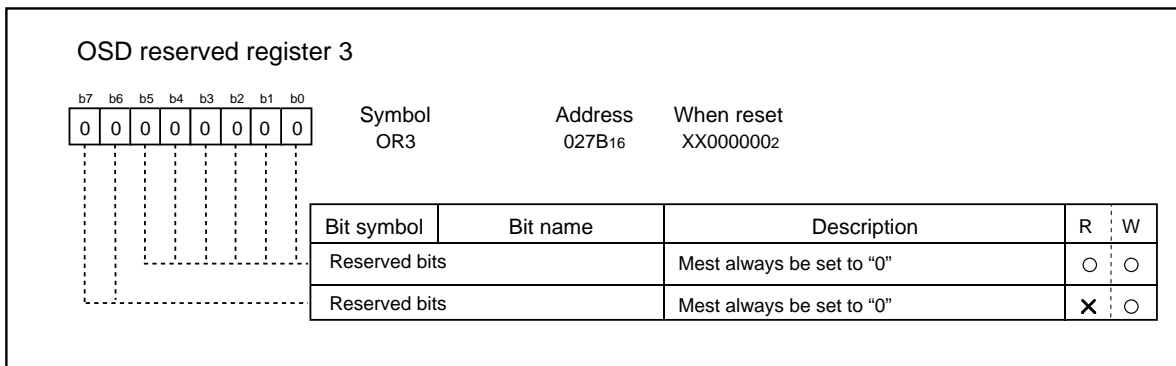 OSD reserved register 3
b7 b6 b5 b4 b3 b2 b1 b0
0 0 0 0 0 0 0 0
Symbol Address When reset
OR3 027B16 XX0000002
Bit symbol Bit name Description R W
Reserved bits Mest always be set to “0” ○ ○
Reserved bits Mest always be set to “0” ✕ ○